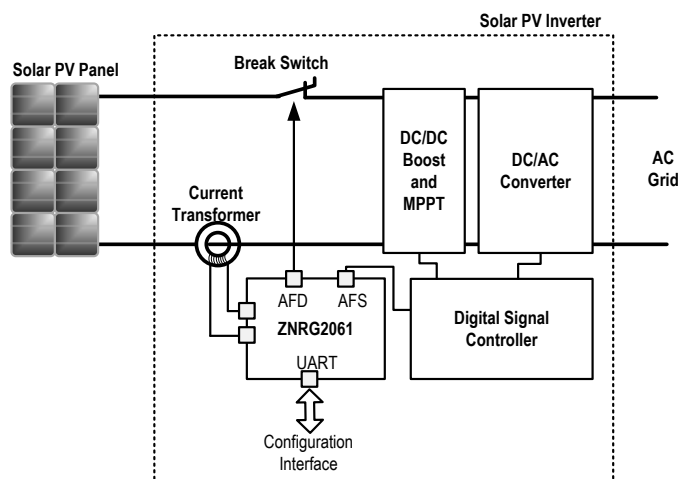 Solar PV Inverter
Solar PV Panel
Break Switch
DC/DC
Boost
and
MPPT
DC/AC
Converter
AC
Grid
Current
Transformer
AFD
AFS
ZNRG2061
UART
Digital Signal
Controller
Configuration
Interface